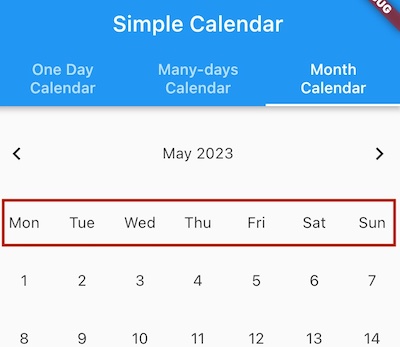 Simple Calendar
One Day
Calendar
Many-days
Calendar
Month
Calendar
May 2023
Mon Tue Wed Thu Fri Sat Sun
1 2 3 4 5 6 7
8 9 10 11 12 13 14